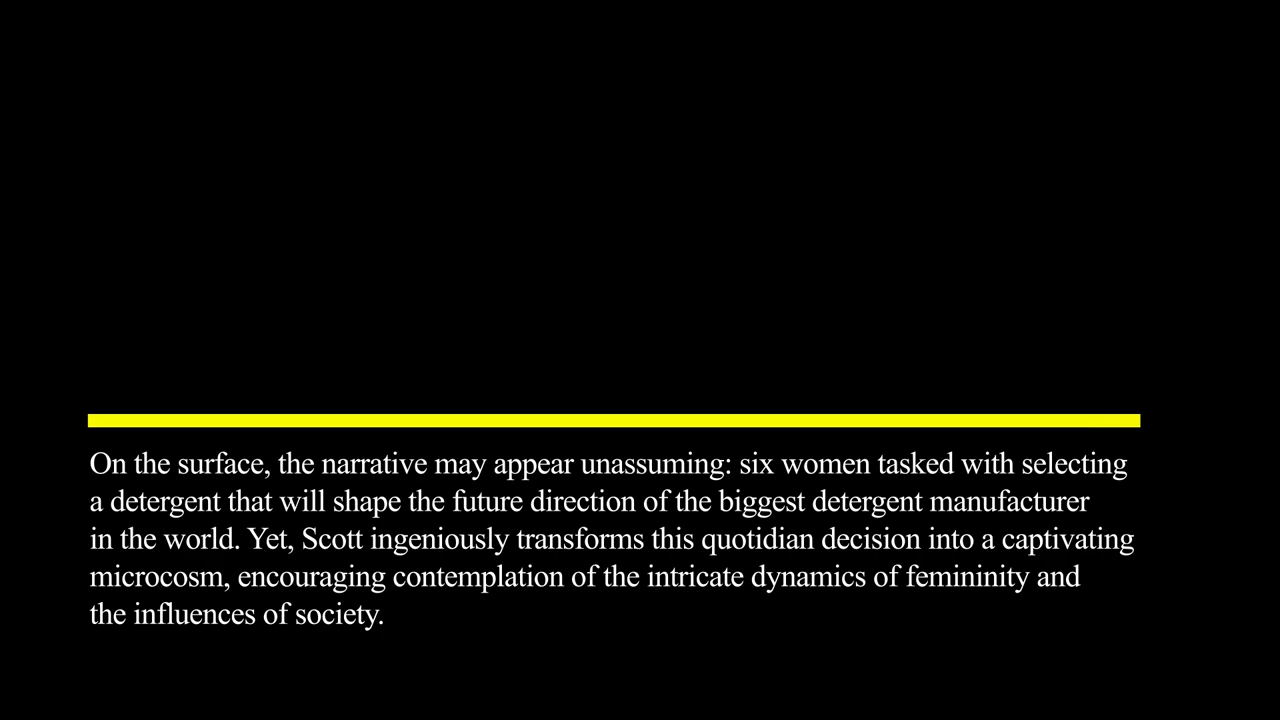 On the surface, the narrative may appear unassuming: six women tasked with selecting
a detergent that will shape the future direction of the biggest detergent manufacturer
in the world. Yet, Scott ingeniously transforms this quotidian decision into a captivating
microcosm, encouraging contemplation of the intricate dynamics of femininity and
the influences of society.